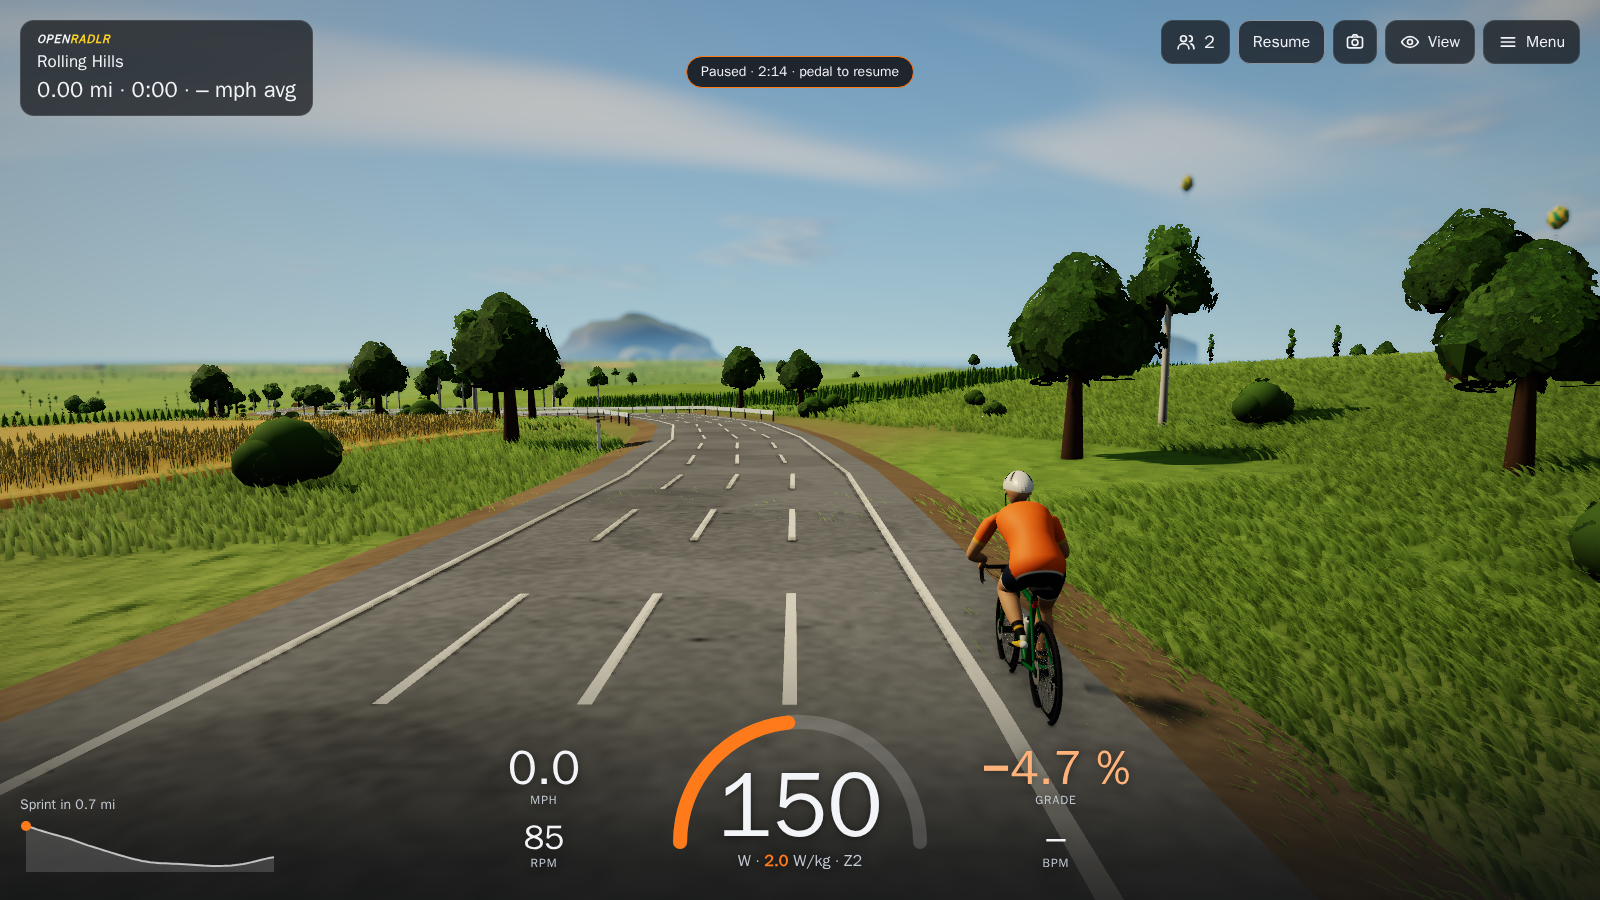 OPENRADLR
Rolling Hills
0.00 mi · 0:00 · – mph avg
Paused · 2:14 · pedal to resume
2
Resume
View
Menu
Sprint in 0.7 mi
0.0
MPH
85
RPM
150
W · 2.0 W/kg · Z2
−4.7 %
GRADE
–
BPM